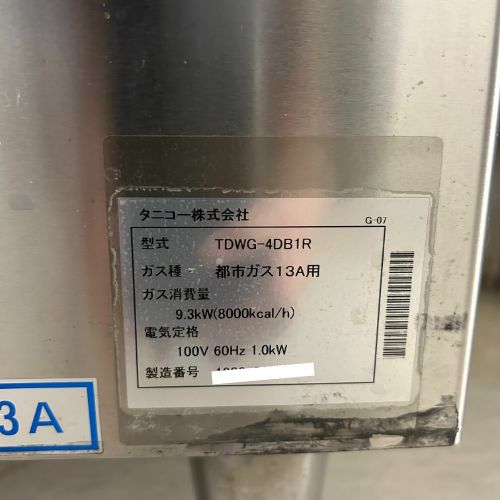 タニコー株式会社
G-07
型式 TDWG-4DB1R
ガス種 都市ガス13A用
ガス消費量
9.3kW(8000kcal/h)
電気定格
100V 60Hz 1.0kW
製造番号
3A